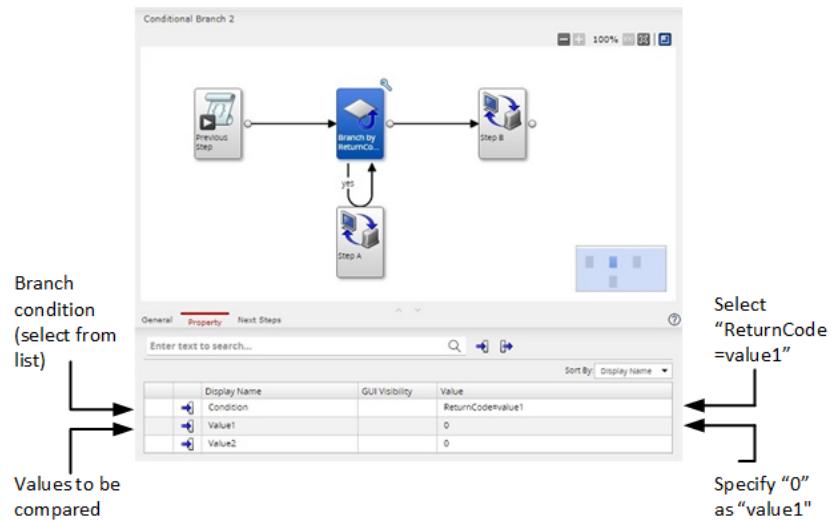 Conditional Branch 2
100%
Previous
Step
Branch by
ReturnCo...
Step B
yes
Step A
Branch
condition
(select from
list)
General Property Next Steps
Enter text to search...
Sort By: Display Name
Display Name GUI Visibility Value
Condition ReturnCode=value1
Value1 0
Value2 0
Values to be
compared
Select
“ReturnCode
=value1”
Specify “0”
as “value1"